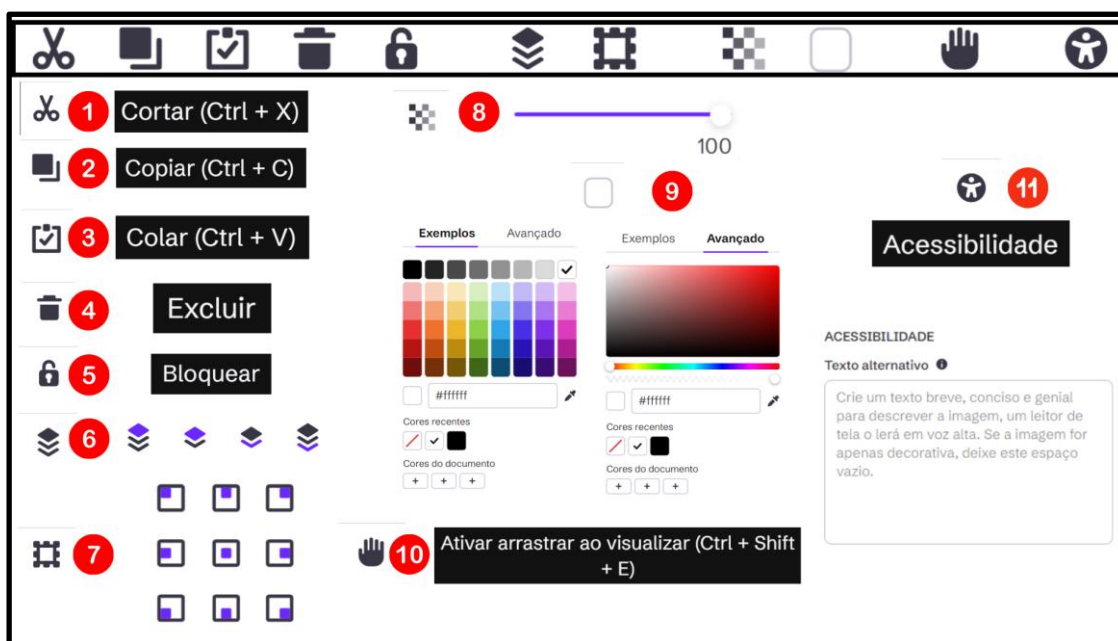 1 Cortar (Ctrl + X)
2 Copiar (Ctrl + C)
3 Colar (Ctrl + V)
4 Excluir
5 Bloquear
6
7
8
100
9
Exemplos Avançado
#ffffff
Cores recentes
Cores do documento
+ + +
Exemplos Avançado
#ffffff
Cores recentes
Cores do documento
+ + +
10 Ativar arrastrar ao visualizar (Ctrl + Shift
+ E)
11
Acessibilidade
ACESSIBILIDADE
Texto alternativo
Crie um texto breve, conciso e genial
para descrever a imagem, um leitor de
tela o lerá em voz alta. Se a imagem for
apenas decorativa, deixe este espaço
vazio.